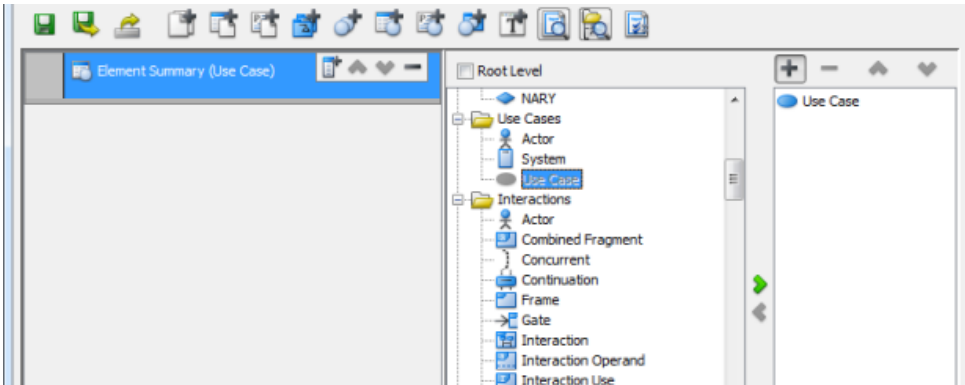 Element Summary (Use Case)
Root Level
NARY
Use Cases
Actor
System
Use Case
Interactions
Actor
Combined Fragment
Concurrent
Continuation
Frame
Gate
Interaction
Interaction Operand
Interaction Use
Use Case